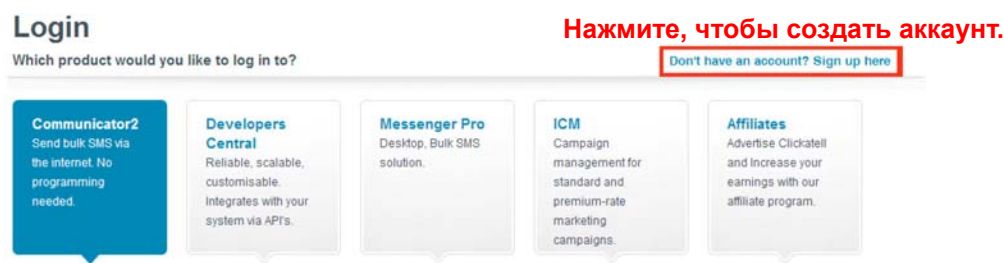 Login
Нажмите, чтобы создать аккаунт.
Which product would you like to log in to?
Don't have an account? Sign up here
Communicator2
Send bulk SMS via
the internet. No
programming
needed.
Developers
Central
Reliable, scalable,
customisable.
Integrates with your
system via API's.
Messenger Pro
Desktop, Bulk SMS
solution.
ICM
Campaign
management for
standard and
premium-rate
marketing
campaigns.
Affiliates
Advertise Clickatell
and Increase your
earnings with our
affiliate program.